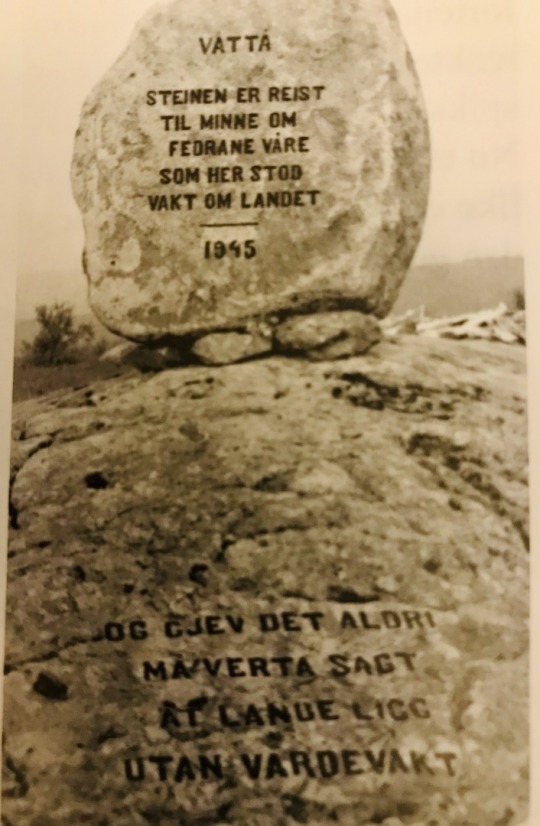 VATTA
STEINEN ER REIST
TIL MINNE OM
FEDRANE VÅRE
SOM HER STOD
VAKT OM LANDET
1945
OG GJEV DET ALDRI
MÅ VERTA SAGT
AT LANDE LIGG
UTAN VARDEVAKT